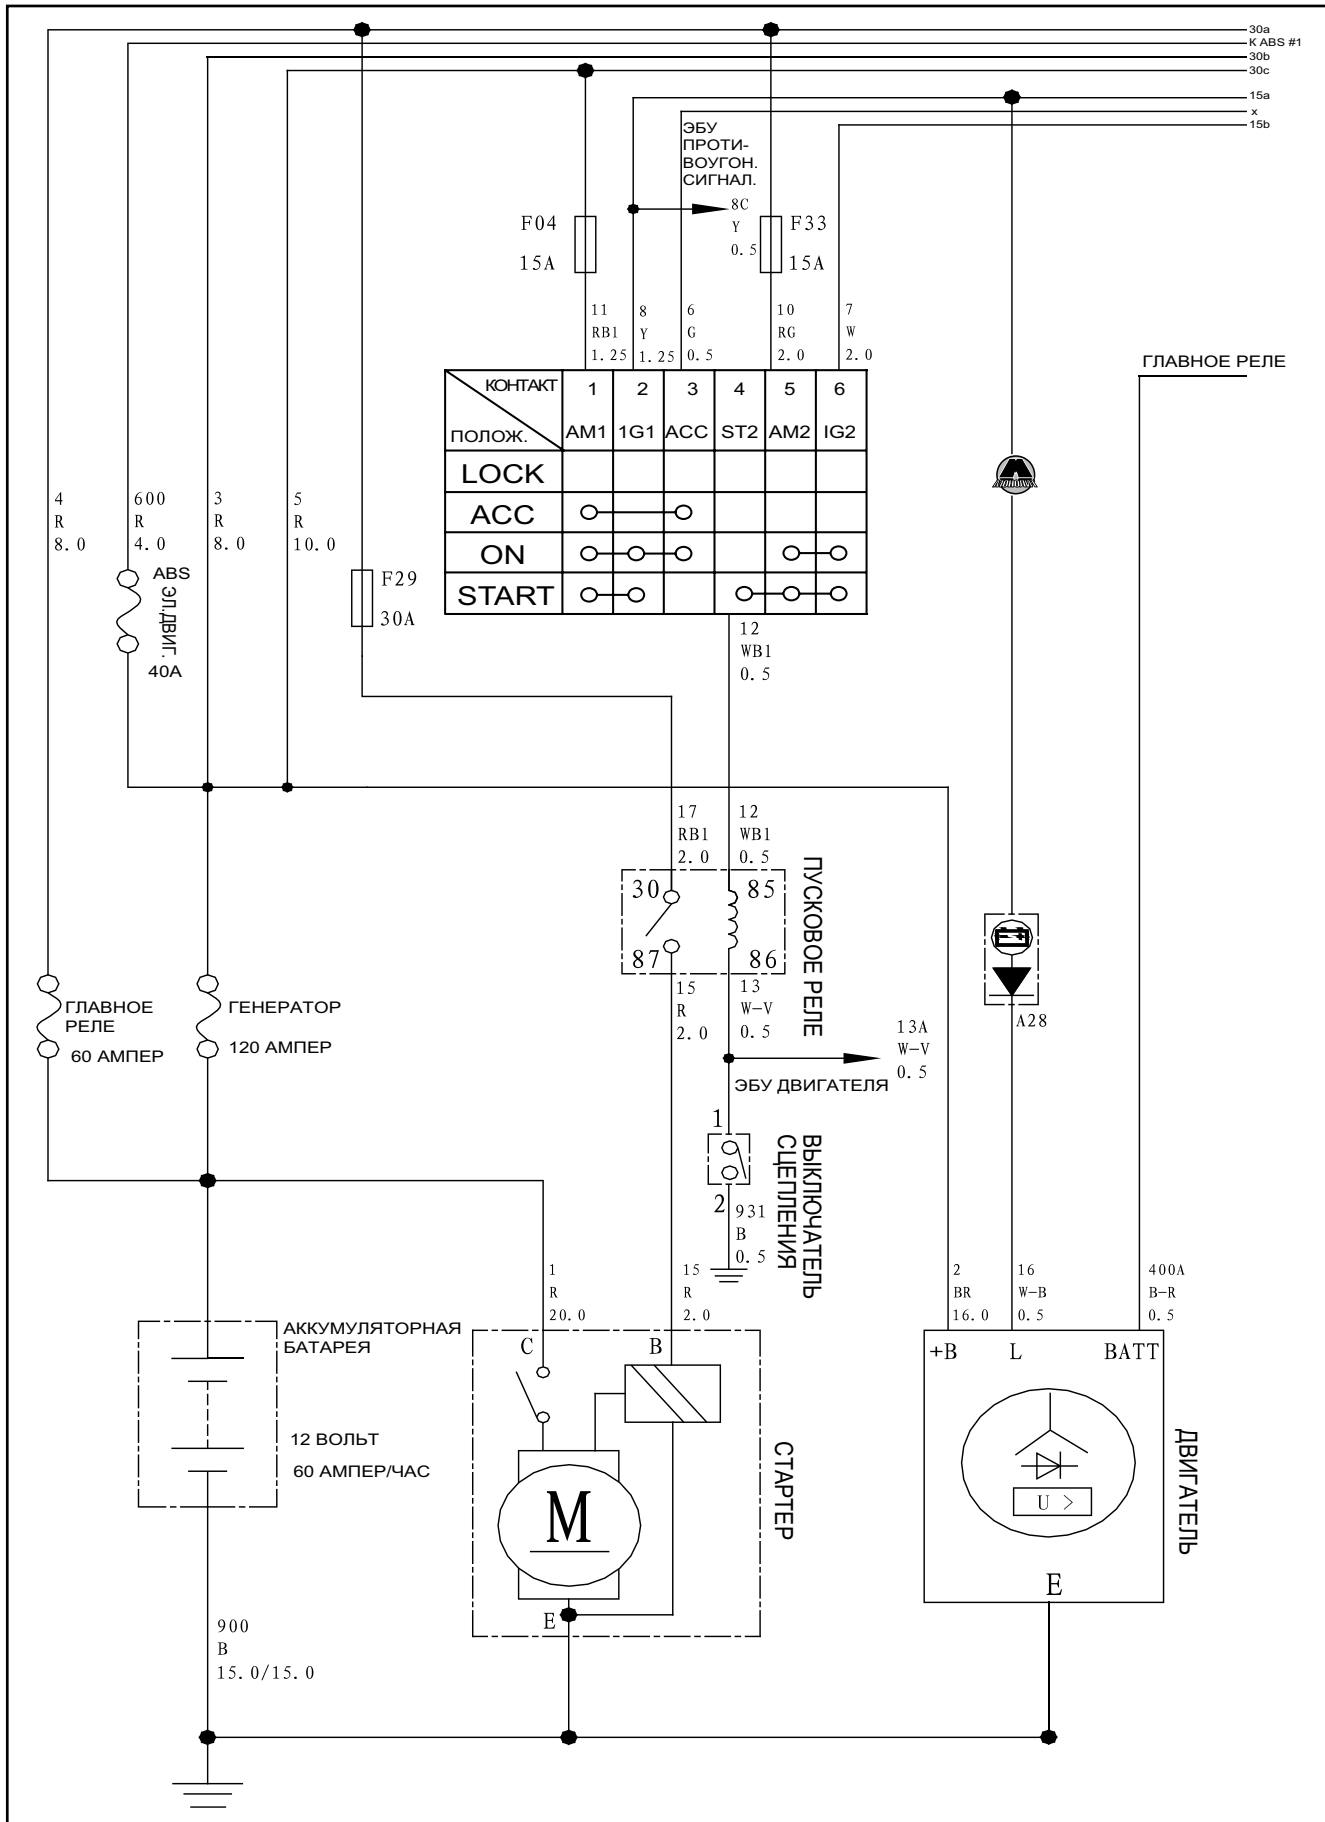 30a
К ABS #1
30b
30c
15a
x
15b
ЭБУ
ПРОТИ-
ВОУГОН.
СИГНАЛ.
8C
Y
0.5
F04
15A
F33
15A
11
RB1
1.25
8
Y
1.25
6
G
0.5
10
RG
2.0
7
W
2.0
ГЛАВНОЕ РЕЛЕ
КОНТАКТ
ПОЛОЖ.
1
2
3
4
5
6
AM1
1G1
ACC
ST2
AM2
IG2
LOCK
ACC
ON
START
4
R
8.0
600
R
4.0
3
R
8.0
5
R
10.0
ABS
ЭЛ.ДВИГ.
40A
F29
30A
12
WB1
0.5
17
RB1
2.0
12
WB1
0.5
30
85
87
86
ПУСКОВОЕ РЕЛЕ
15
R
2.0
13
W-V
0.5
13A
W-V
0.5
ЭБУ ДВИГАТЕЛЯ
A28
ГЛАВНОЕ
РЕЛЕ
60 АМПЕР
ГЕНЕРАТОР
120 АМПЕР
1
2
ВЫКЛЮЧАТЕЛЬ
СЦЕПЛЕНИЯ
931
B
0.5
1
R
20.0
15
R
2.0
2
BR
16.0
16
W-B
0.5
400A
B-R
0.5
АККУМУЛЯТОРНАЯ
БАТАРЕЯ
12 ВОЛЬТ
60 АМПЕР/ЧАС
C
B
M
E
СТАРТЕР
+B
L
BATT
U >
E
ДВИГАТЕЛЬ
900
B
15.0/15.0